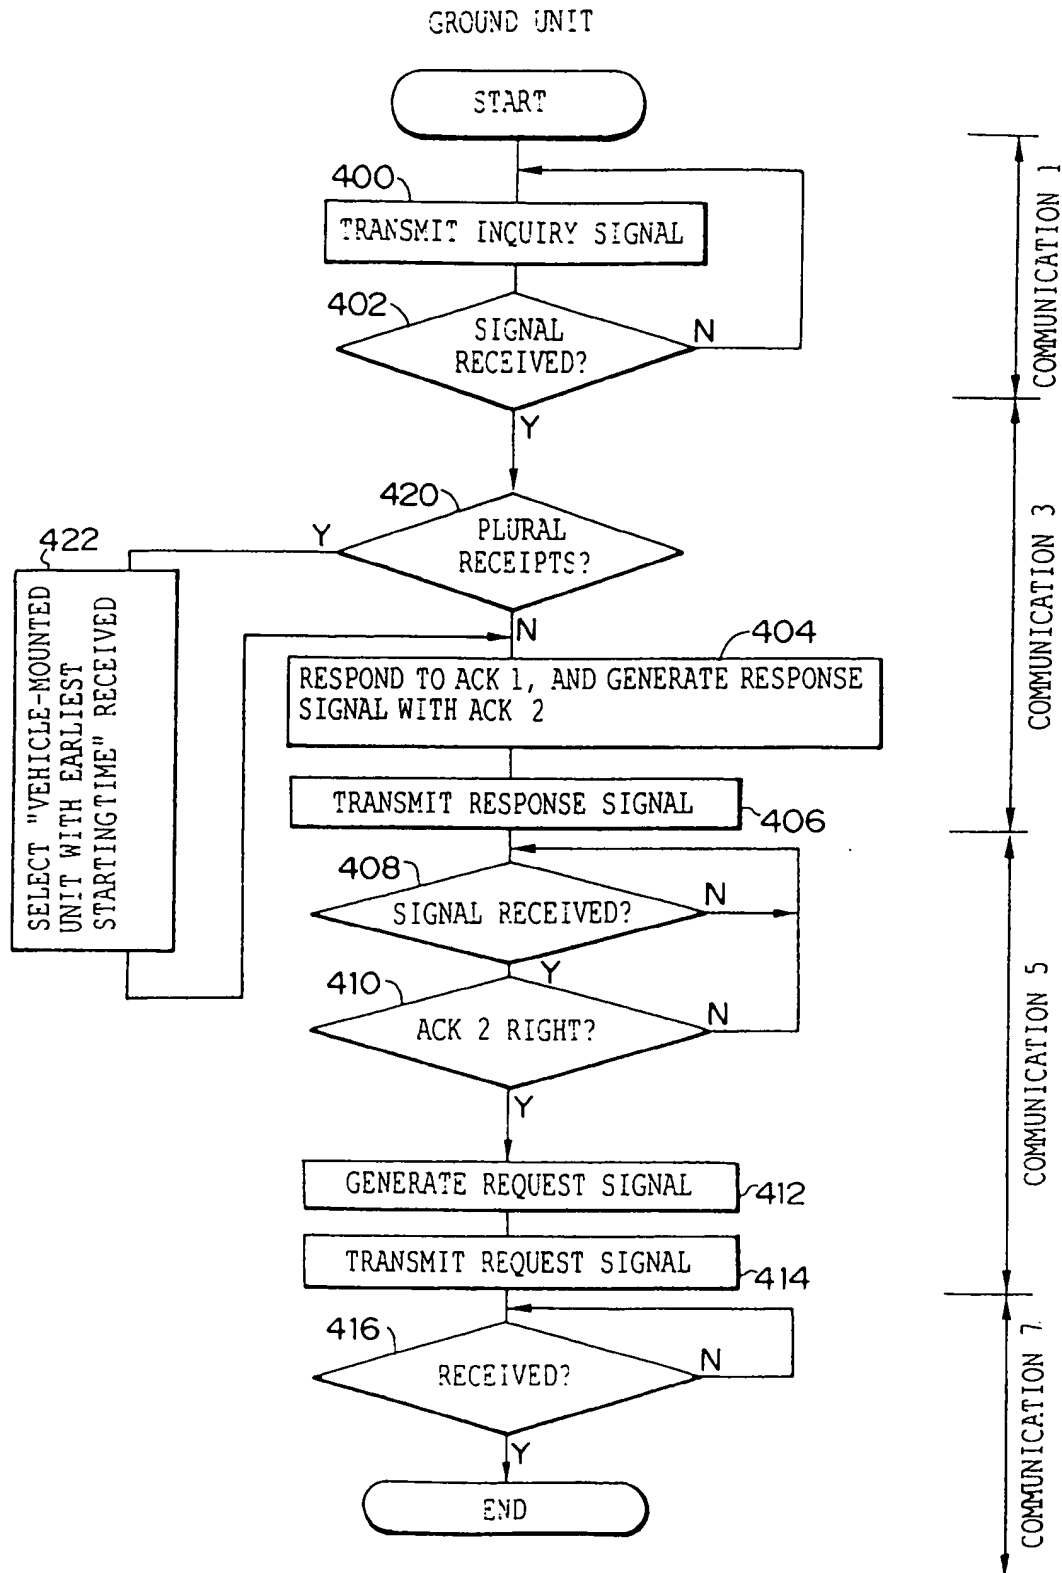 GROUND UNIT
START
400
TRANSMIT INQUIRY SIGNAL
402
SIGNAL
RECEIVED?
N
Y
COMMUNICATION 1
420
PLURAL
RECEIPTS?
Y
N
422
SELECT "VEHICLE-MOUNTED
UNIT WITH EARLIEST
STARTINGTIME" RECEIVED
404
RESPOND TO ACK 1, AND GENERATE RESPONSE
SIGNAL WITH ACK 2
TRANSMIT RESPONSE SIGNAL
406
COMMUNICATION 3
408
SIGNAL RECEIVED?
N
Y
410
ACK 2 RIGHT?
N
Y
GENERATE REQUEST SIGNAL
412
TRANSMIT REQUEST SIGNAL
414
COMMUNICATION 5
416
RECEIVED?
N
Y
END
COMMUNICATION 7